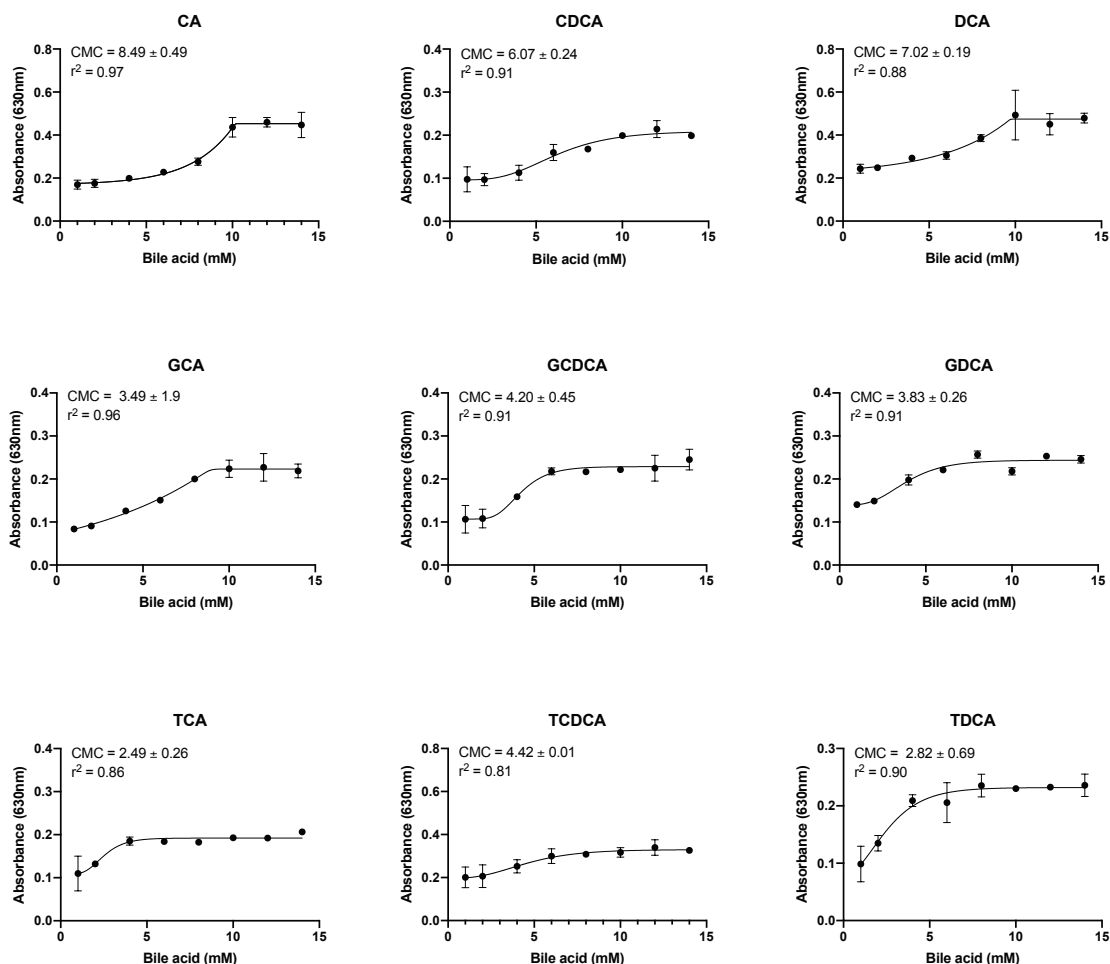 CA
CMC = 8.49 ± 0.49
r² = 0.97
Absorbance (630nm)
0.8
0.6
0.4
0.2
0.0
0 5 10 15
Bile acid (mM)
CDCA
CMC = 6.07 ± 0.24
r² = 0.91
Absorbance (630nm)
0.4
0.3
0.2
0.1
0.0
0 5 10 15
Bile acid (mM)
DCA
CMC = 7.02 ± 0.19
r² = 0.88
Absorbance (630nm)
0.8
0.6
0.4
0.2
0.0
0 5 10 15
Bile acid (mM)
GCA
CMC = 3.49 ± 1.9
r² = 0.96
Absorbance (630nm)
0.4
0.3
0.2
0.1
0.0
0 5 10 15
Bile acid (mM)
GCDCA
CMC = 4.20 ± 0.45
r² = 0.91
Absorbance (630nm)
0.4
0.3
0.2
0.1
0.0
0 5 10 15
Bile acid (mM)
GDCA
CMC = 3.83 ± 0.26
r² = 0.91
Absorbance (630nm)
0.4
0.3
0.2
0.1
0.0
0 5 10 15
Bile acid (mM)
TCA
CMC = 2.49 ± 0.26
r² = 0.86
Absorbance (630nm)
0.4
0.3
0.2
0.1
0.0
0 5 10 15
Bile acid (mM)
TCDCA
CMC = 4.42 ± 0.01
r² = 0.81
Absorbance (630nm)
0.8
0.6
0.4
0.2
0.0
0 5 10 15
Bile acid (mM)
TDCA
CMC = 2.82 ± 0.69
r² = 0.90
Absorbance (630nm)
0.3
0.2
0.1
0.0
0 5 10 15
Bile acid (mM)